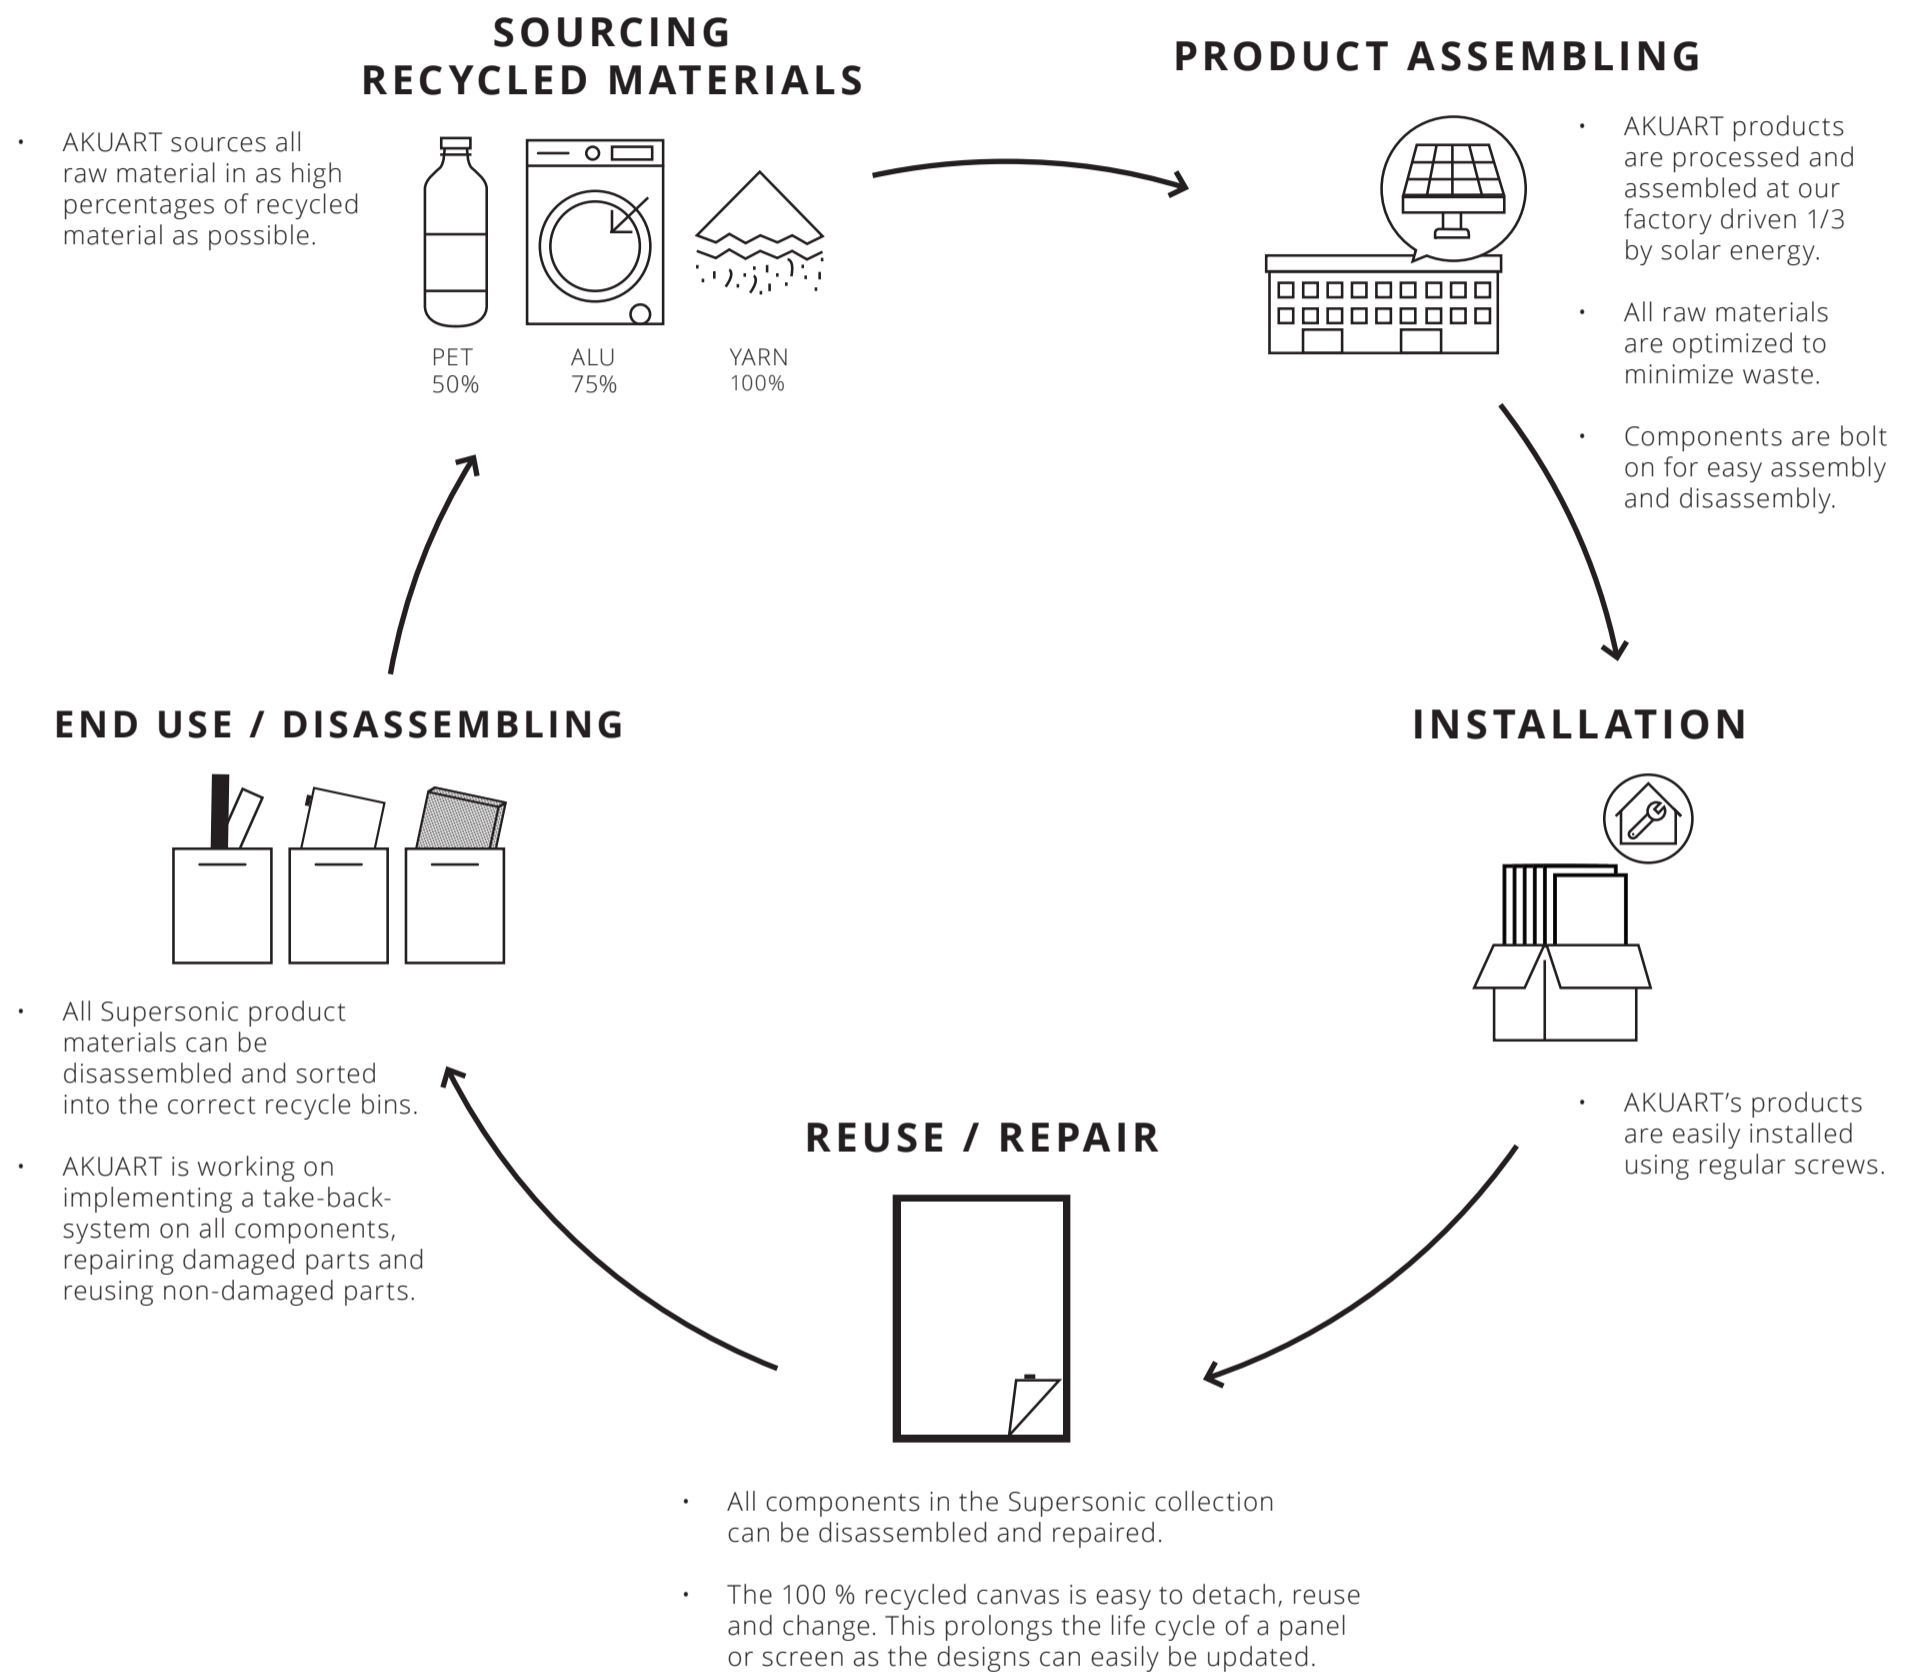 SOURCING
RECYCLED MATERIALS
• AKUART sources all
raw material in as high
percentages of recycled
material as possible.
PET
50%
ALU
75%
YARN
100%
PRODUCT ASSEMBLING
• AKUART products
are processed and
assembled at our
factory driven 1/3
by solar energy.
• All raw materials
are optimized to
minimize waste.
• Components are bolt
on for easy assembly
and disassembly.
INSTALLATION
• AKUART’s products
are easily installed
using regular screws.
REUSE / REPAIR
• All components in the Supersonic collection
can be disassembled and repaired.
• The 100 % recycled canvas is easy to detach, reuse
and change. This prolongs the life cycle of a panel
or screen as the designs can easily be updated.
END USE / DISASSEMBLING
• All Supersonic product
materials can be
disassembled and sorted
into the correct recycle bins.
• AKUART is working on
implementing a take-back-
system on all components,
repairing damaged parts and
reusing non-damaged parts.